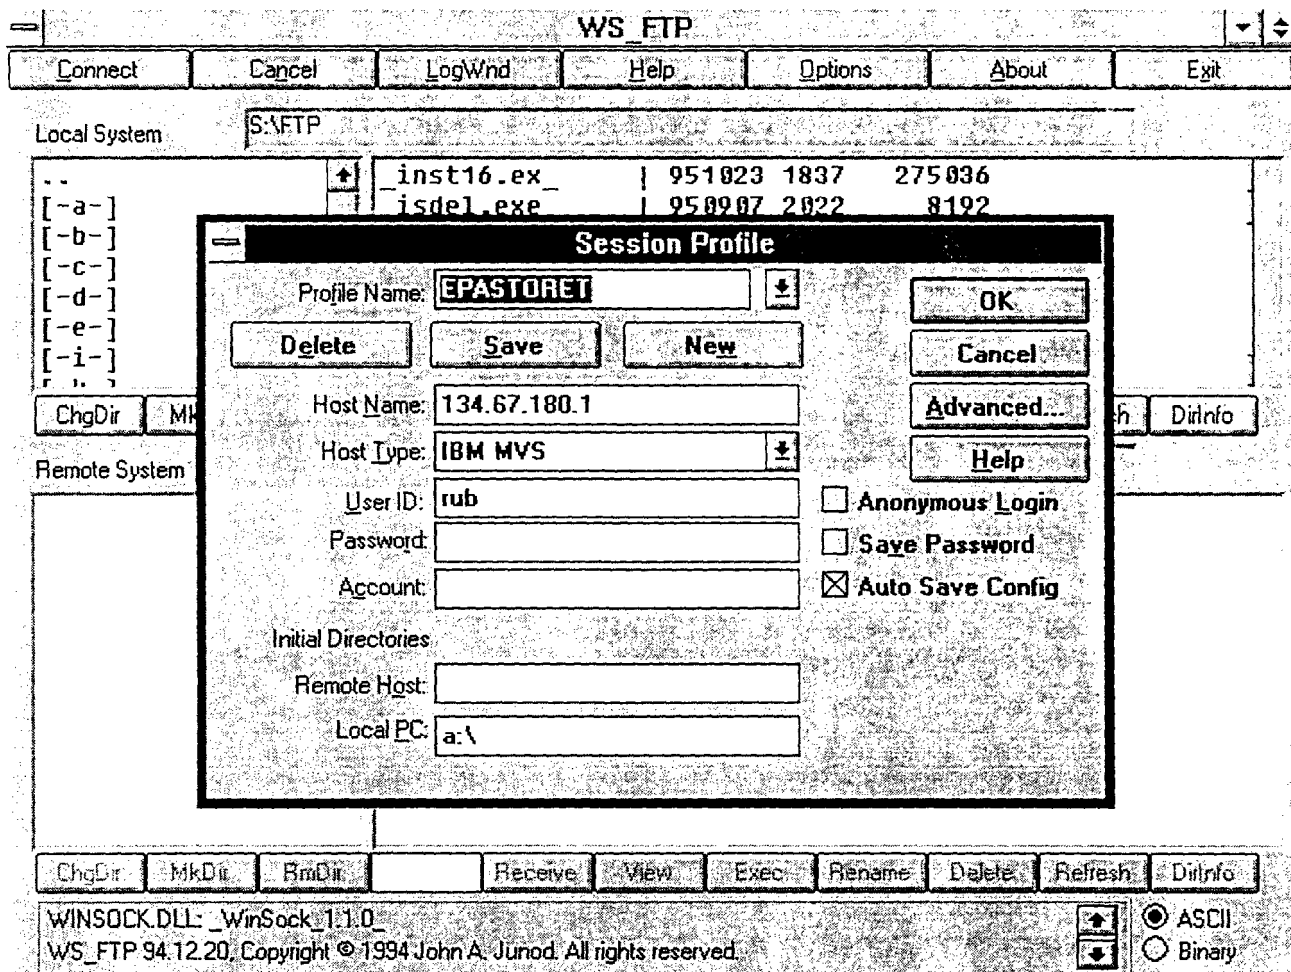 WS_FTP
Connect Cancel LogWnd Help Options About Exit
Local System S:\FTP
.. _inst16.ex_ | 951023 1837 275036
[-a-] _isdel.exe | 950907 2022 8192
[-b-]
[-c-]
[-d-]
[-e-]
[-i-]
Session Profile
Profile Name: EPASTORET
OK
Delete Save New
Cancel
Host Name: 134.67.180.1
Advanced...
Host Type: IBM MVS
Help
User ID: rub
Anonymous Login
Password:
Save Password
Account:
Auto Save Config
Initial Directories
Remote Host:
Local PC: a:\
ChgDir Mk h DirInfo
Remote System
ChgDir MkDir RmDir Receive View Exec Rename Delete Refresh DirInfo
WINSOCK.DLL: _WinSock_1.1.0_
ASCII
WS_FTP 94.12.20, Copyright © 1994 John A. Junod. All rights reserved.
Binary